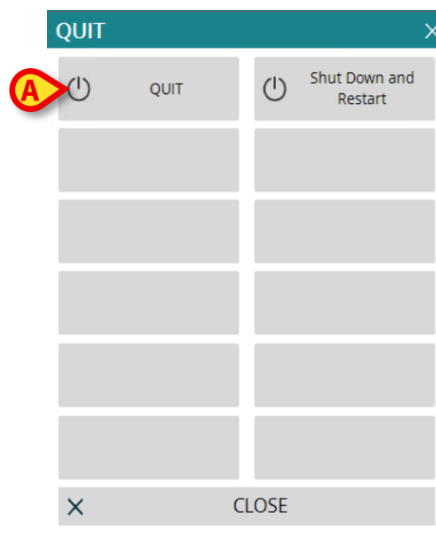 QUIT
A
QUIT
Shut Down and
Restart
CLOSE